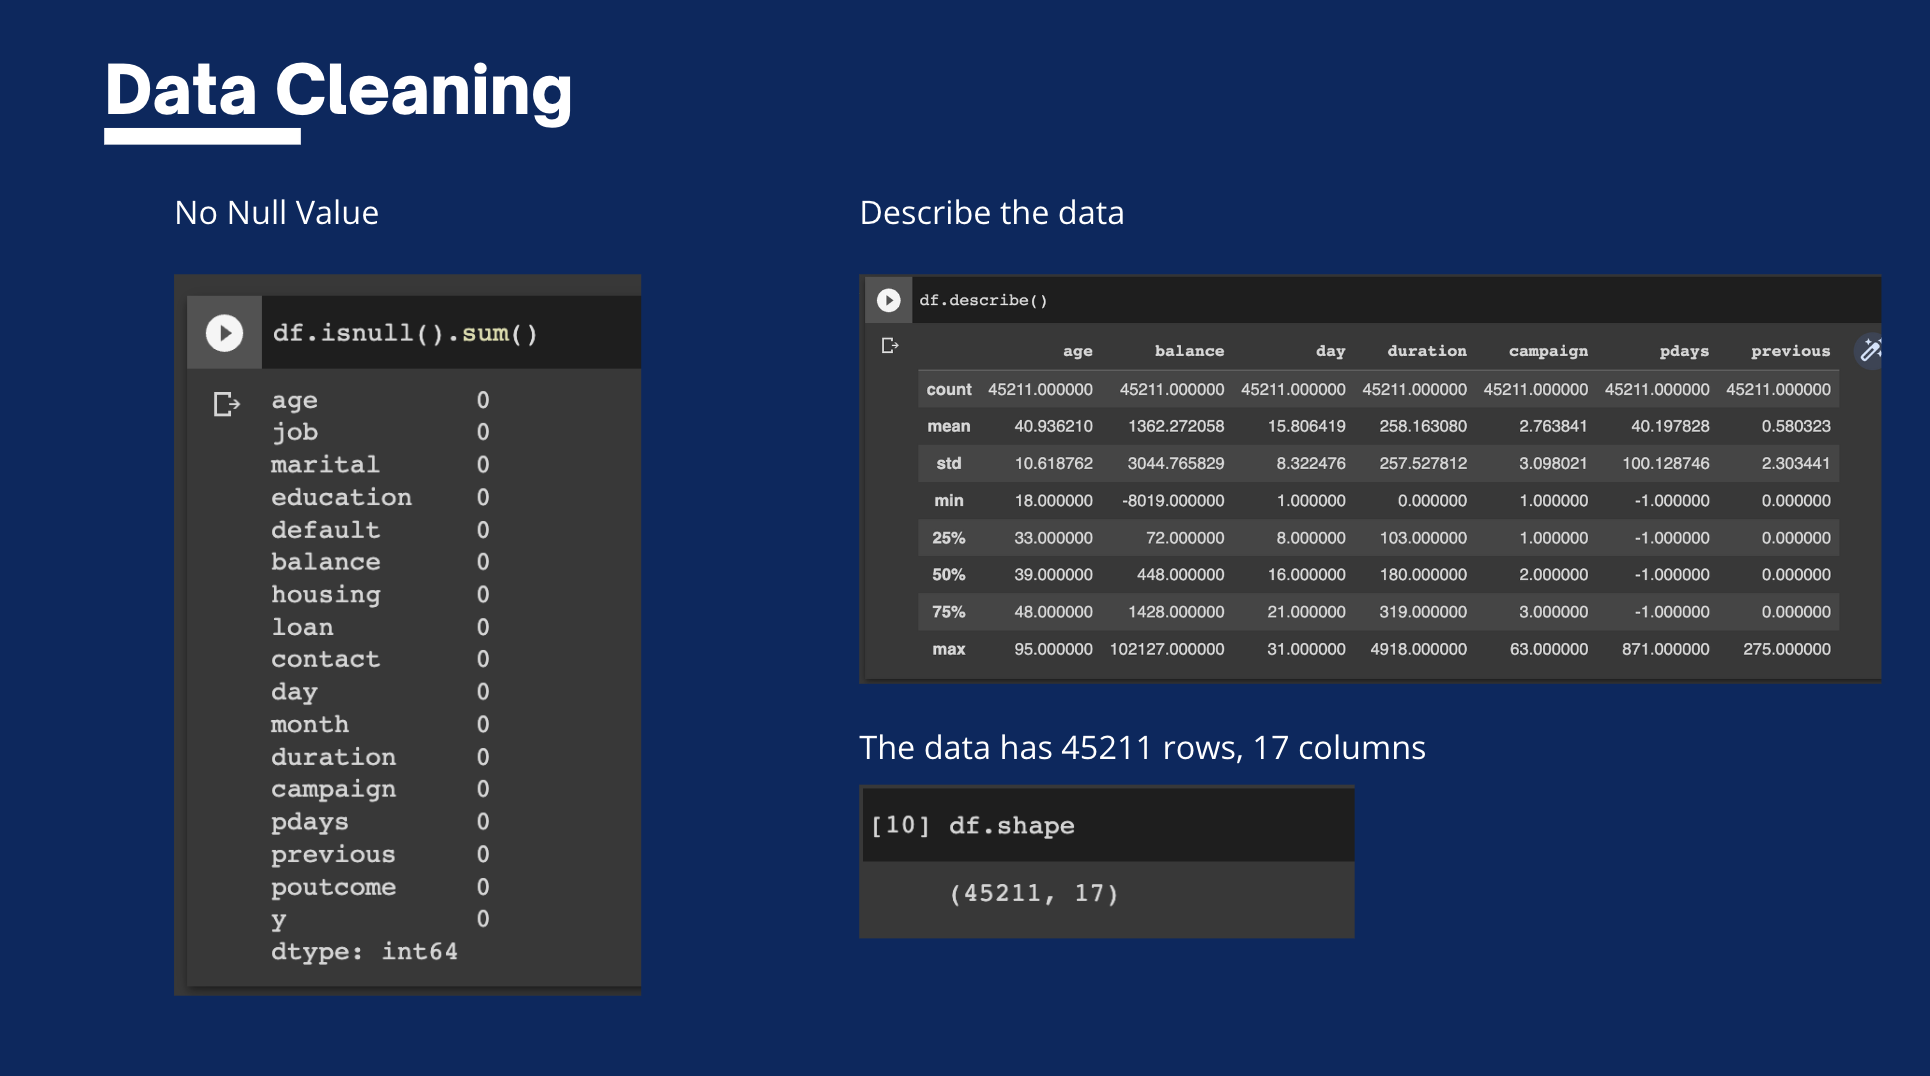 Data Cleaning
No Null Value
df.isnull().sum()
age 0
job 0
marital 0
education 0
default 0
balance 0
housing 0
loan 0
contact 0
day 0
month 0
duration 0
campaign 0
pdays 0
previous 0
poutcome 0
y 0
dtype: int64
Describe the data
df.describe()
age balance day duration campaign pdays previous
count 45211.000000 45211.000000 45211.000000 45211.000000 45211.000000 45211.000000 45211.000000
mean 40.936210 1362.272058 15.806419 258.163080 2.763841 40.197828 0.580323
std 10.618762 3044.765829 8.322476 257.527812 3.098021 100.128746 2.303441
min 18.000000 -8019.000000 1.000000 0.000000 1.000000 -1.000000 0.000000
25% 33.000000 72.000000 8.000000 103.000000 1.000000 -1.000000 0.000000
50% 39.000000 448.000000 16.000000 180.000000 2.000000 -1.000000 0.000000
75% 48.000000 1428.000000 21.000000 319.000000 3.000000 -1.000000 0.000000
max 95.000000 102127.000000 31.000000 4918.000000 63.000000 871.000000 275.000000
The data has 45211 rows, 17 columns
[10] df.shape
(45211, 17)